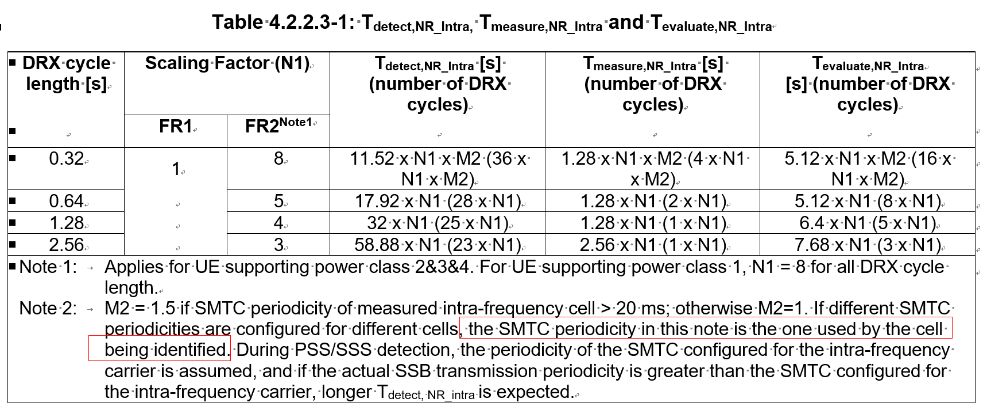 Table 4.2.2.3-1: Tdetect,NR_Intra, Tmeasure,NR_Intra and Tevaluate,NR_Intra
DRX cycle length [s]
Scaling Factor (N1)
Tdetect,NR_Intra [s] (number of DRX cycles)
Tmeasure,NR_Intra [s] (number of DRX cycles)
Tevaluate,NR_Intra [s] (number of DRX cycles)
FR1
FR2Note1
0.32
1
8
11.52 x N1 x M2 (36 x N1 x M2)
1.28 x N1 x M2 (4 x N1 x M2)
5.12 x N1 x M2 (16 x N1 x M2)
0.64
5
17.92 x N1 (28 x N1)
1.28 x N1 (2 x N1)
5.12 x N1 (8 x N1)
1.28
4
32 x N1 (25 x N1)
1.28 x N1 (1 x N1)
6.4 x N1 (5 x N1)
2.56
3
58.88 x N1 (23 x N1)
2.56 x N1 (1 x N1)
7.68 x N1 (3 x N1)
Note 1: Applies for UE supporting power class 2&3&4. For UE supporting power class 1, N1 = 8 for all DRX cycle
length.
Note 2: M2 = 1.5 if SMTC periodicity of measured intra-frequency cell > 20 ms; otherwise M2=1. If different SMTC
periodicities are configured for different cells, the SMTC periodicity in this note is the one used by the cell
being identified. During PSS/SSS detection, the periodicity of the SMTC configured for the intra-frequency
carrier is assumed, and if the actual SSB transmission periodicity is greater than the SMTC configured for
the intra-frequency carrier, longer Tdetect, NR_intra is expected.